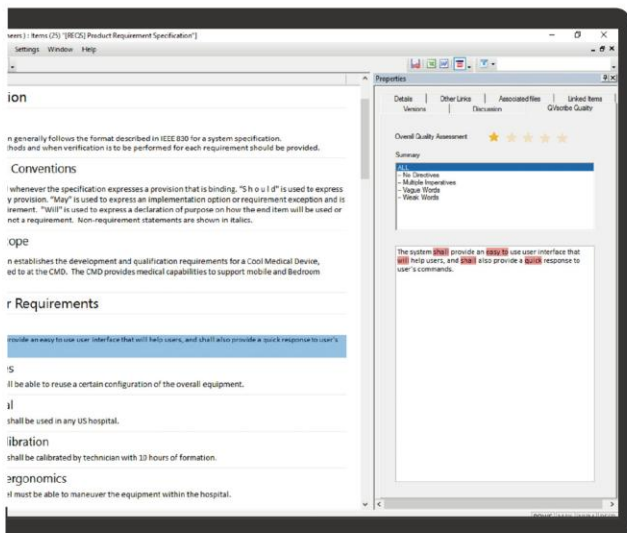 neers) : Items (25) "[REQS] Product Requirement Specification"]
Settings Window Help
Properties
ion
n generally follows the format described in IEEE 830 for a system specification.
hods and when verification is to be performed for each requirement should be provided.
Conventions
whenever the specification expresses a provision that is binding. "S h o u l d" is used to express
y provision. "May" is used to express an implementation option or requirement exception and is
irement. "Will" is used to express a declaration of purpose on how the end item will be used or
not a requirement. Non-requirement statements are shown in italics.
ope
n establishes the development and qualification requirements for a Cool Medical Device,
ed to at the CMD. The CMD provides medical capabilities to support mobile and Bedroom
r Requirements
provide an easy to use user interface that will help users, and shall also provide a quick response to user's
es
ll be able to reuse a certain configuration of the overall equipment.
al
shall be used in any US hospital.
libration
shall be calibrated by technician with 10 hours of formation.
ergonomics
el must be able to maneuver the equipment within the hospital.
Details Other Links Associated files Linked Items
Versions Discussion QVscribe Quality
Overall Quality Assessment
Summary
ALL
- No Directives
- Multiple Imperatives
- Vague Words
- Weak Words
The system shall provide an easy to use user interface that
will help users, and shall also provide a quick response to
user's commands.